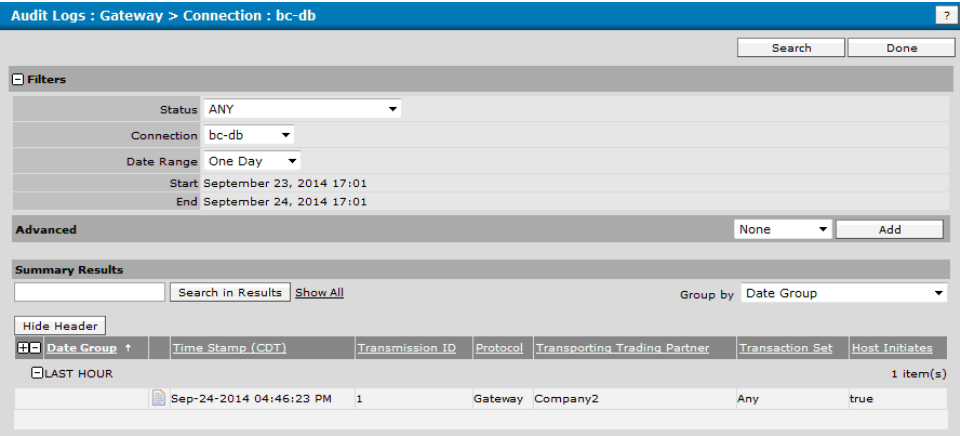 Audit Logs : Gateway > Connection : bc-db ?
Search Done
Filters
Status ANY
Connection bc-db
Date Range One Day
Start September 23, 2014 17:01
End September 24, 2014 17:01
Advanced None Add
Summary Results
Search in Results Show All Group by Date Group
Hide Header
Date Group ↑ Time Stamp (CDT) Transmission ID Protocol Transporting Trading Partner Transaction Set Host Initiates
LAST HOUR 1 item(s)
Sep-24-2014 04:46:23 PM 1 Gateway Company2 Any true